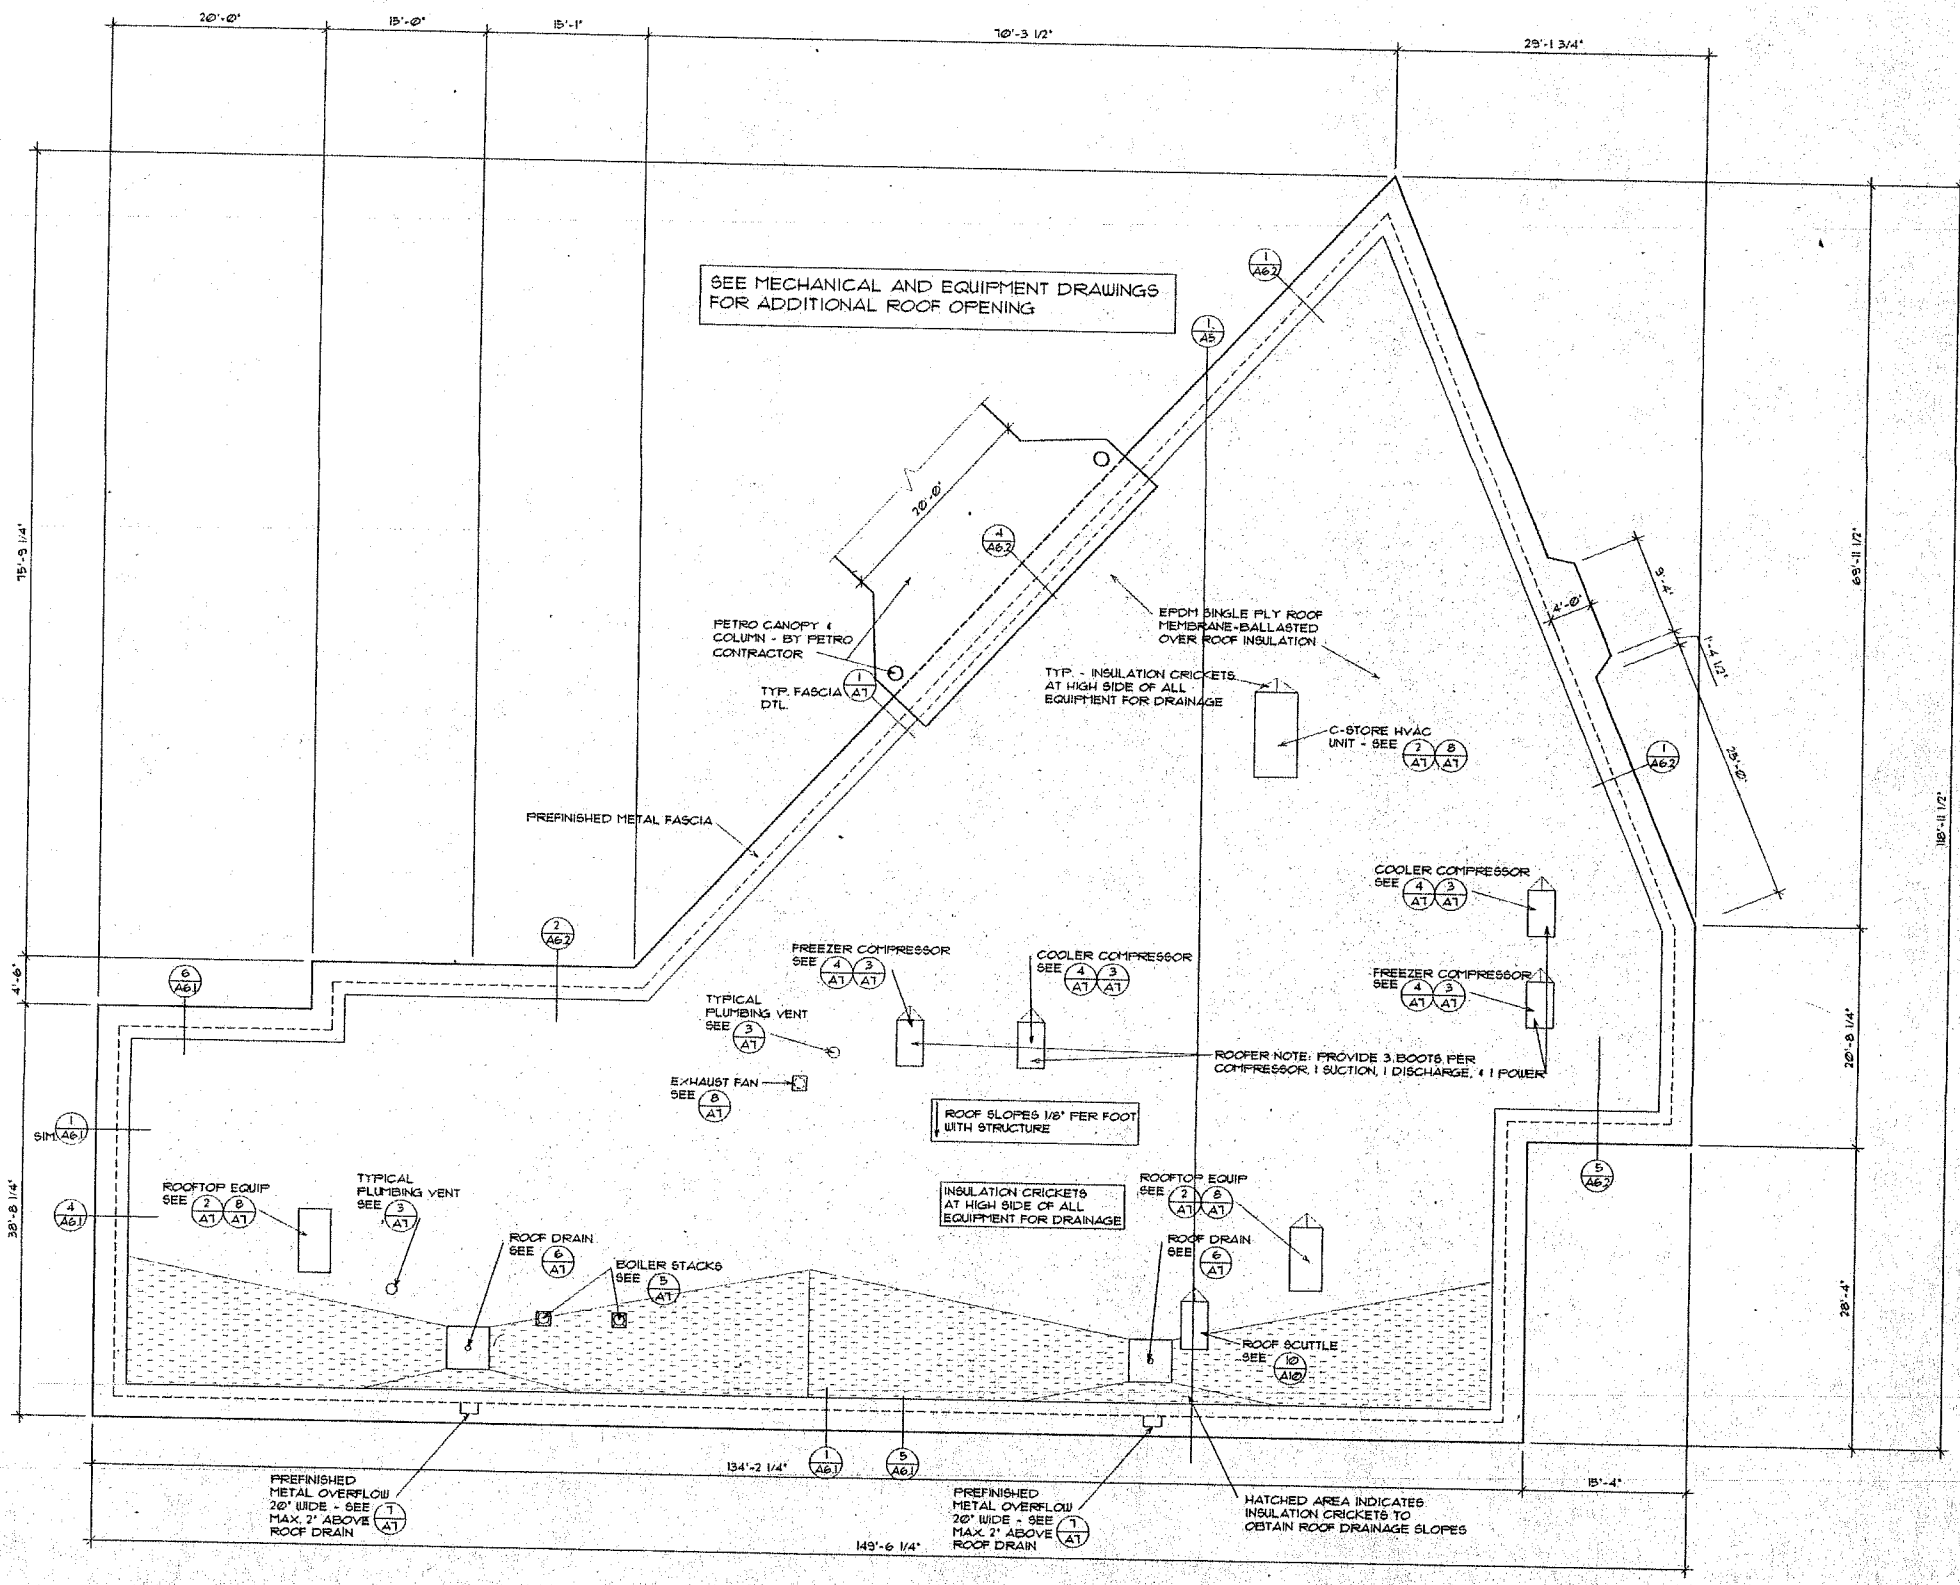 20'-0"
15'-0"
15'-1"
70'-3 1/2"
29'-1 3/4"
SEE MECHANICAL AND EQUIPMENT DRAWINGS
FOR ADDITIONAL ROOF OPENING
1
A6.2
1
A5
20'-0"
4
A6.2
75'-9 1/4"
69'-11 1/2"
9'-4"
4'-0"
1'-4 1/2"
25'-0"
118'-11 1/2"
PETRO CANOPY &
COLUMN - BY PETRO
CONTRACTOR
EPDM SINGLE PLY ROOF
MEMBRANE-BALLASTED
OVER ROOF INSULATION
TYP. FASCIA
DTL.
1
A7
TYP. - INSULATION CRICKETS
AT HIGH SIDE OF ALL
EQUIPMENT FOR DRAINAGE
C-STORE HVAC
UNIT - SEE
2
A7
8
A7
1
A6.2
PREFINISHED METAL FASCIA
COOLER COMPRESSOR
SEE
4
A7
3
A7
4'-6"
6
A6.1
2
A6.2
FREEZER COMPRESSOR
SEE
4
A7
3
A7
COOLER COMPRESSOR
SEE
4
A7
3
A7
FREEZER COMPRESSOR
SEE
4
A7
3
A7
TYPICAL
PLUMBING VENT
SEE
3
A7
20'-8 1/4"
ROOFER NOTE: PROVIDE 3 BOOTS PER
COMPRESSOR, 1 SUCTION, 1 DISCHARGE, & 1 POWER
EXHAUST FAN
SEE
8
A7
ROOF SLOPES 1/8" PER FOOT
WITH STRUCTURE
SIM.
1
A6.1
4
A6.1
38'-8 1/4"
ROOFTOP EQUIP
SEE
2
A7
8
A7
TYPICAL
PLUMBING VENT
SEE
3
A7
INSULATION CRICKETS
AT HIGH SIDE OF ALL
EQUIPMENT FOR DRAINAGE
ROOFTOP EQUIP
SEE
2
A7
8
A7
5
A6.2
ROOF DRAIN
SEE
6
A7
BOILER STACKS
SEE
5
A7
ROOF DRAIN
SEE
6
A7
28'-4"
ROOF SCUTTLE
SEE
10
A10
134'-2 1/4"
1
A6.1
5
A6.1
15'-4"
PREFINISHED
METAL OVERFLOW
20" WIDE - SEE
MAX. 2" ABOVE
ROOF DRAIN
7
A7
PREFINISHED
METAL OVERFLOW
20" WIDE - SEE
MAX. 2" ABOVE
ROOF DRAIN
7
A7
HATCHED AREA INDICATES
INSULATION CRICKETS TO
OBTAIN ROOF DRAINAGE SLOPES
149'-6 1/4"